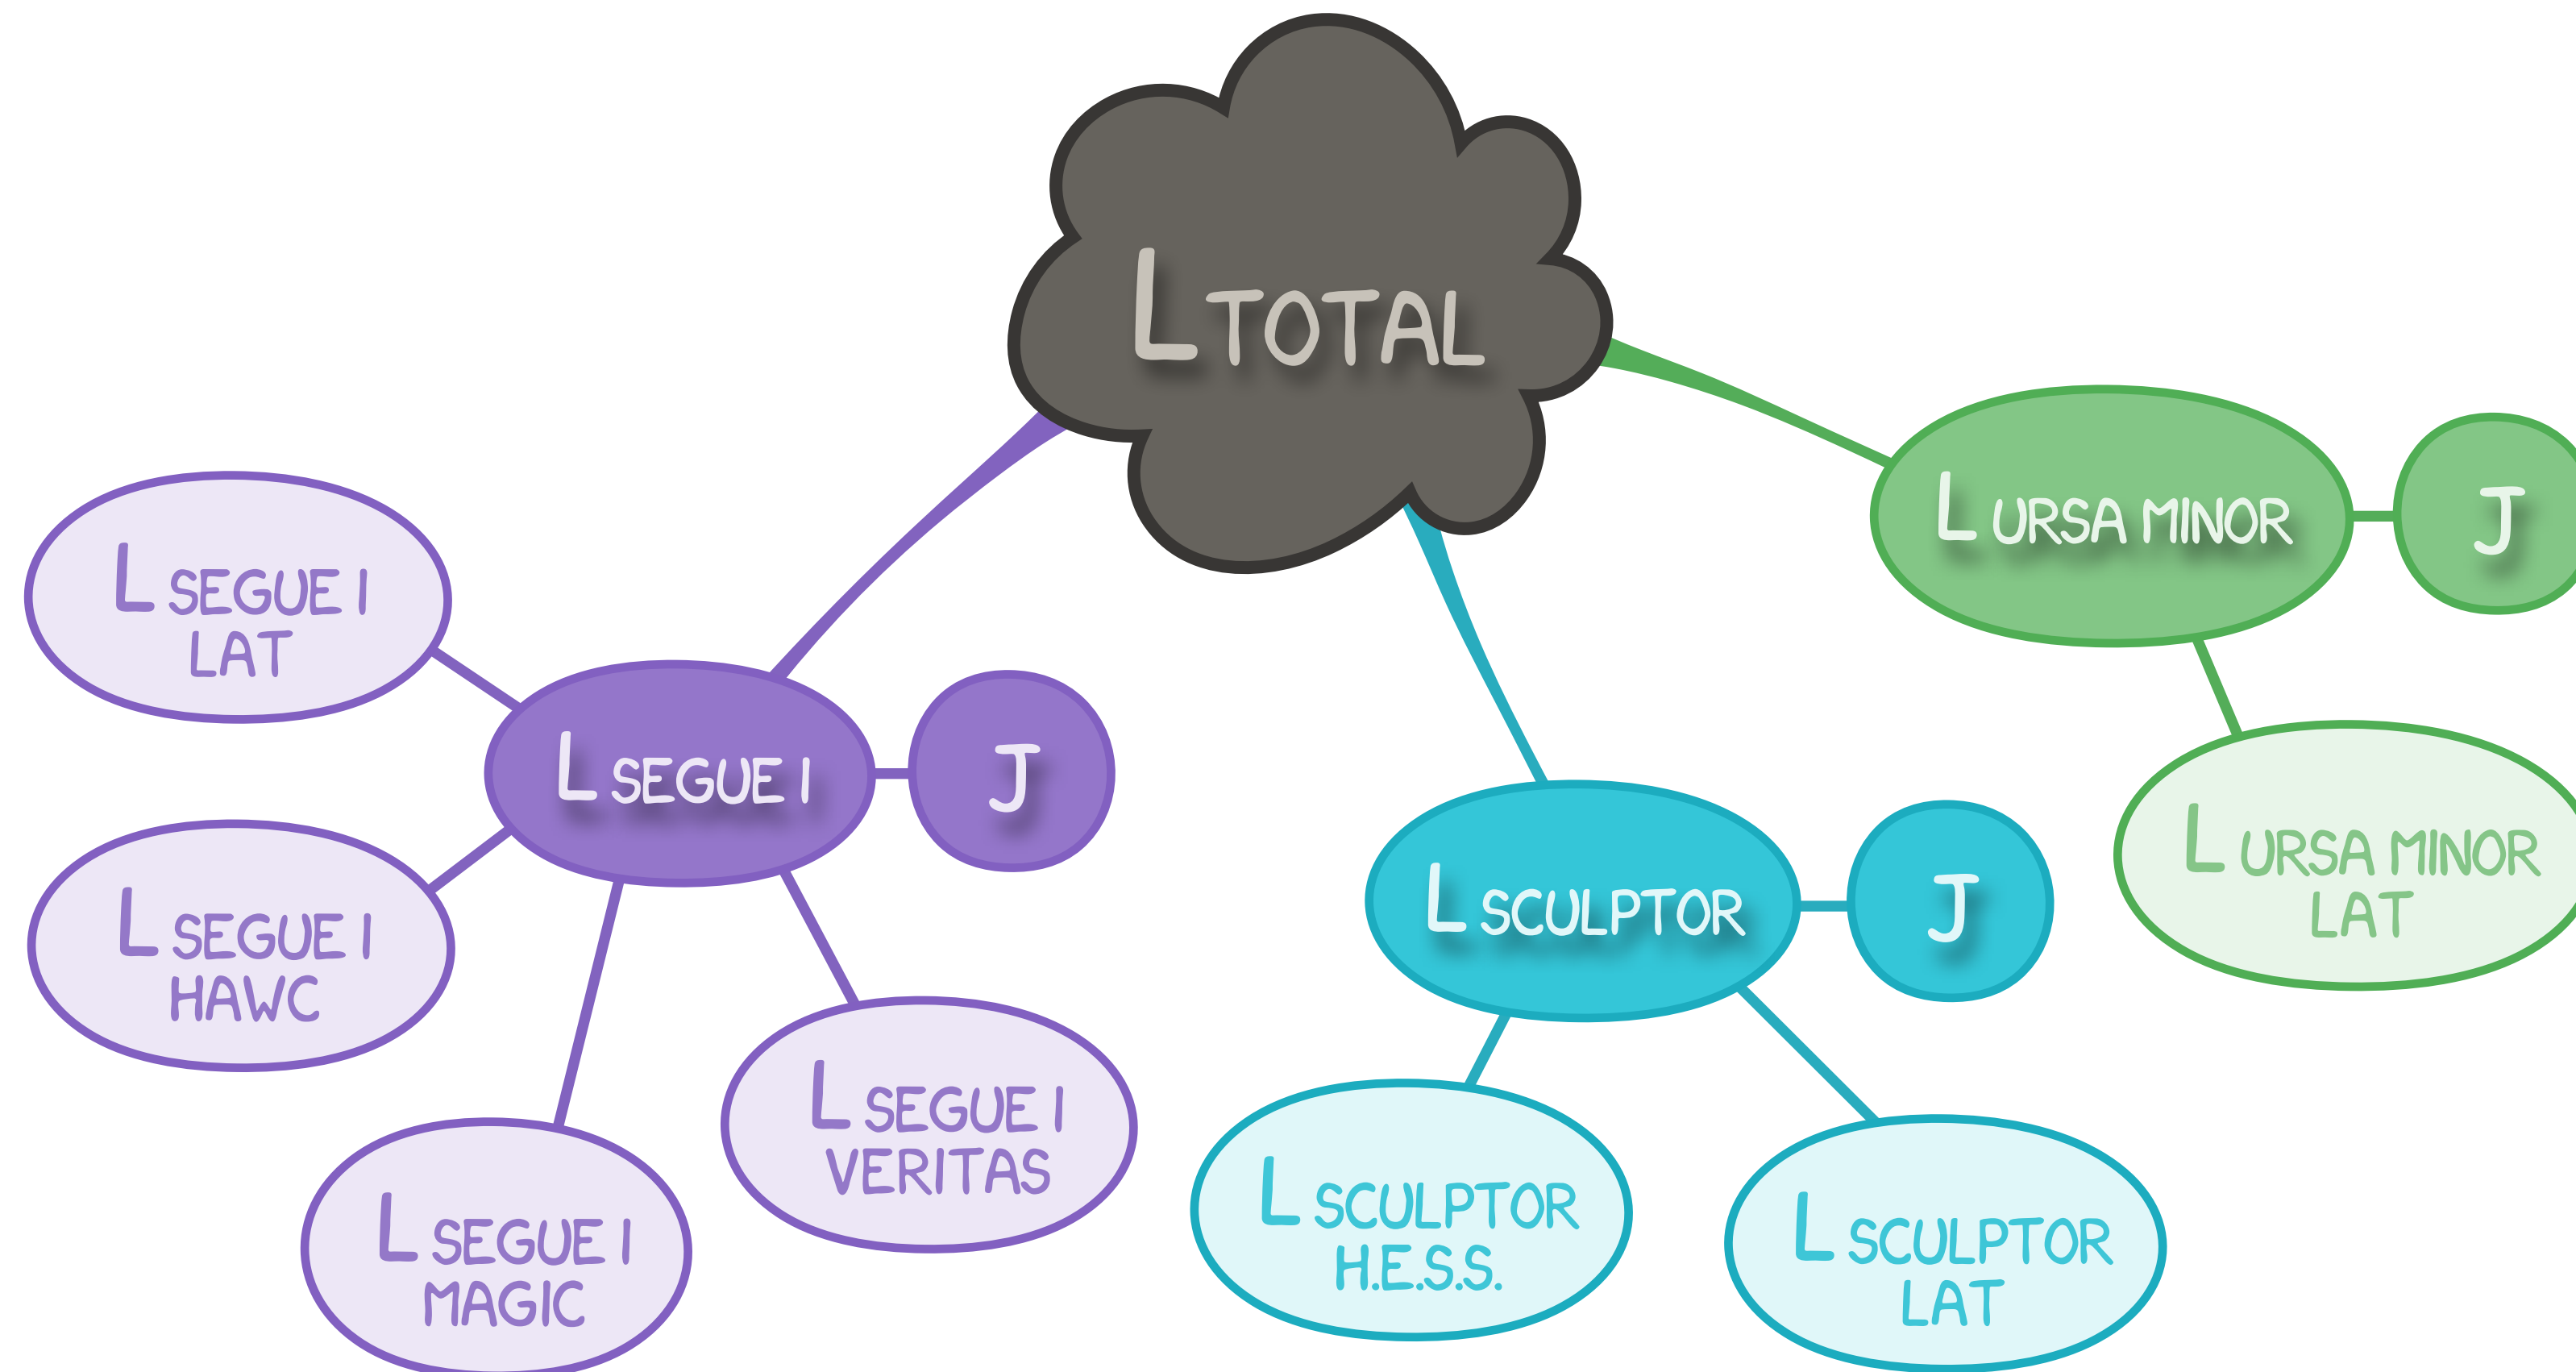 L TOTAL
L URSA MINOR
J
L SEGUE I
LAT
L SEGUE I
J
L SCULPTOR
J
L URSA MINOR
LAT
L SEGUE I
HAWC
L SEGUE I
VERITAS
L SEGUE I
MAGIC
L SCULPTOR
H.E.S.S.
L SCULPTOR
LAT